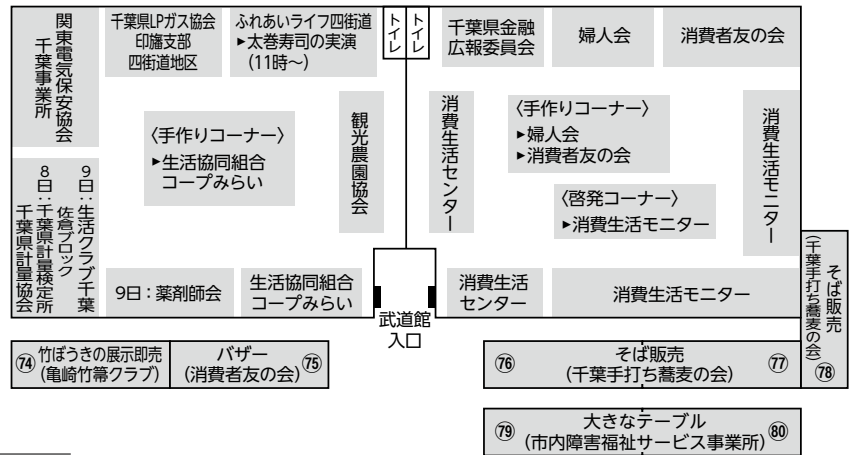 関東電気保安協会
千葉事業所
千葉県LPガス協会
印旛支部
四街道地区
ふれあいライフ四街道
▸太巻寿司の実演
(11時〜)
トイレ
トイレ
千葉県金融
広報委員会
婦人会
消費者友の会
〈手作りコーナー〉
▸生活協同組合
コープみらい
観光農園協会
消費生活センター
〈手作りコーナー〉
▸婦人会
▸消費者友の会
〈啓発コーナー〉
▸消費生活モニター
消費生活モニター
9日：生活クラブ千葉
佐倉ブロック
8日：千葉県計量検定所
千葉県計量協会
9日：薬剤師会
生活協同組合
コープみらい
武道館
入口
消費生活
センター
消費生活モニター
そば販売
(千葉手打ち蕎麦の会)
㊆
竹ぼうきの展示即売
(亀崎竹箒クラブ)
バザー
(消費者友の会)
そば販売
(千葉手打ち蕎麦の会)
大きなテーブル
(市内障害福祉サービス事業所)